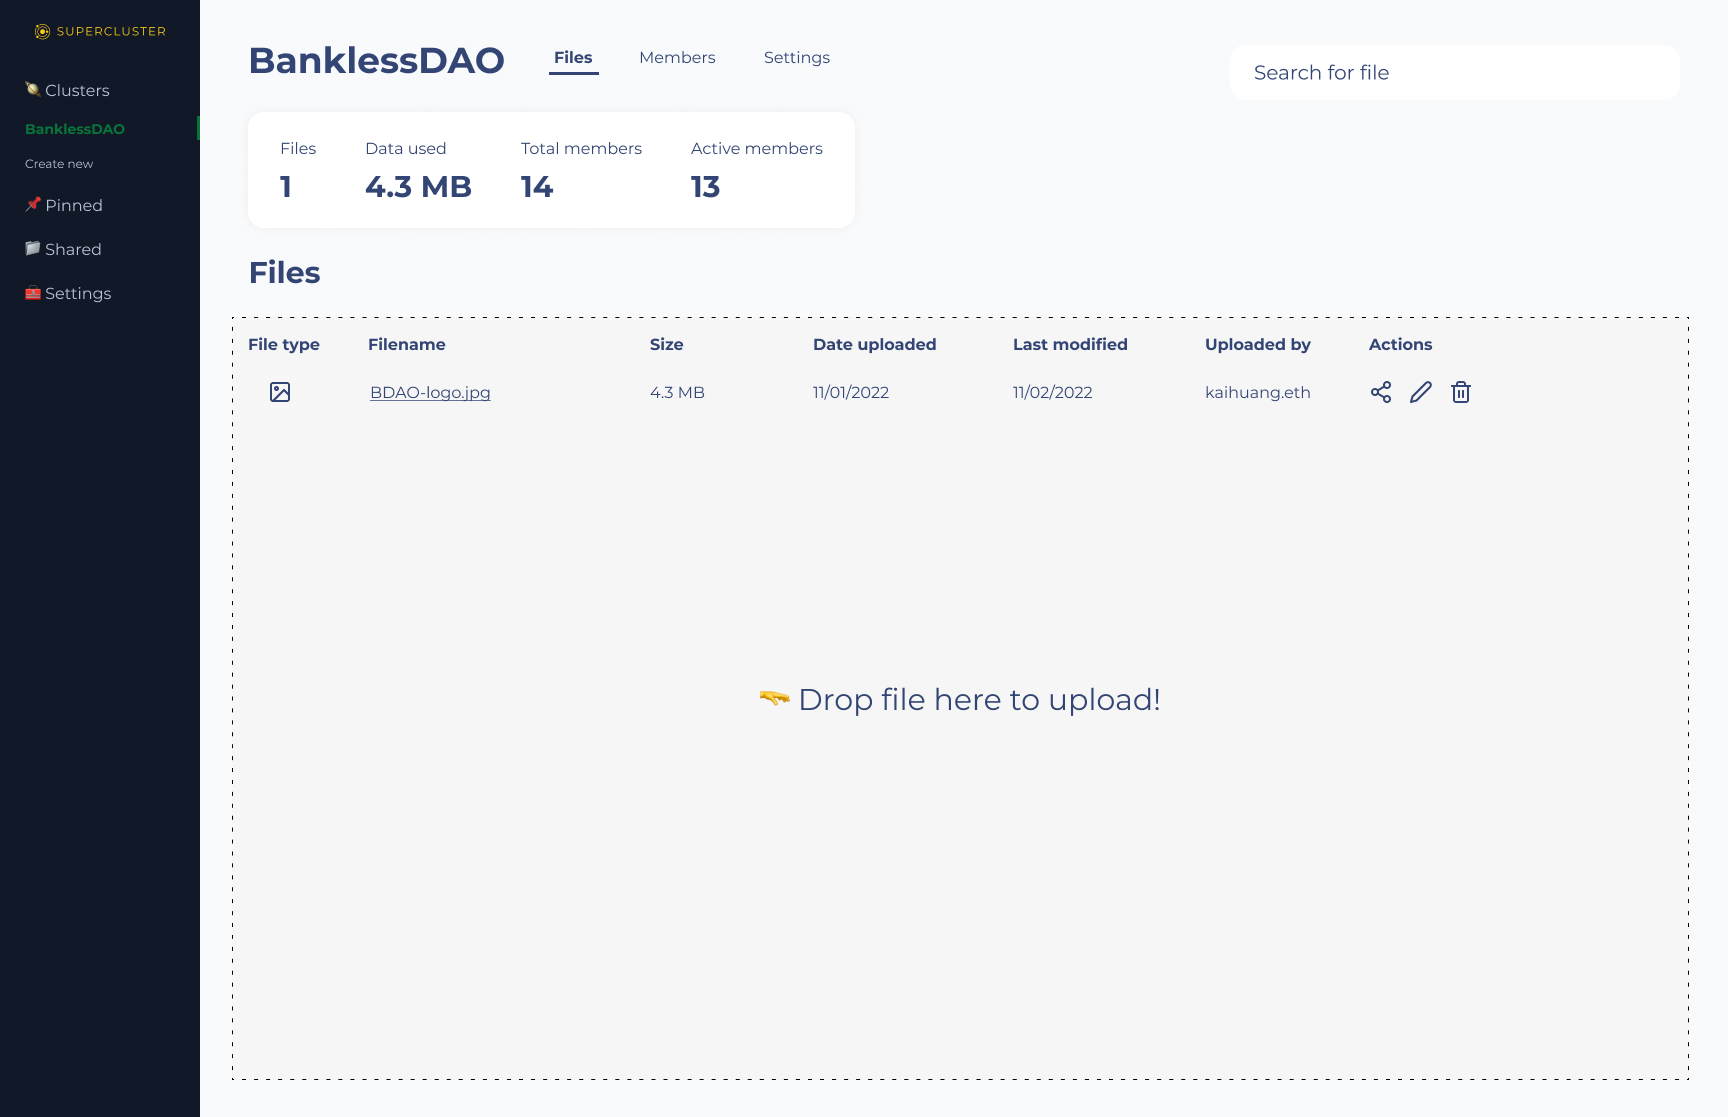 SUPERCLUSTER
Clusters
BanklessDAO
Create new
Pinned
Shared
Settings
BanklessDAO
Files Members Settings
Search for file
Files Data used Total members Active members
1 4.3 MB 14 13
Files
File type Filename Size Date uploaded Last modified Uploaded by Actions
BDAO-logo.jpg 4.3 MB 11/01/2022 11/02/2022 kaihuang.eth
Drop file here to upload!